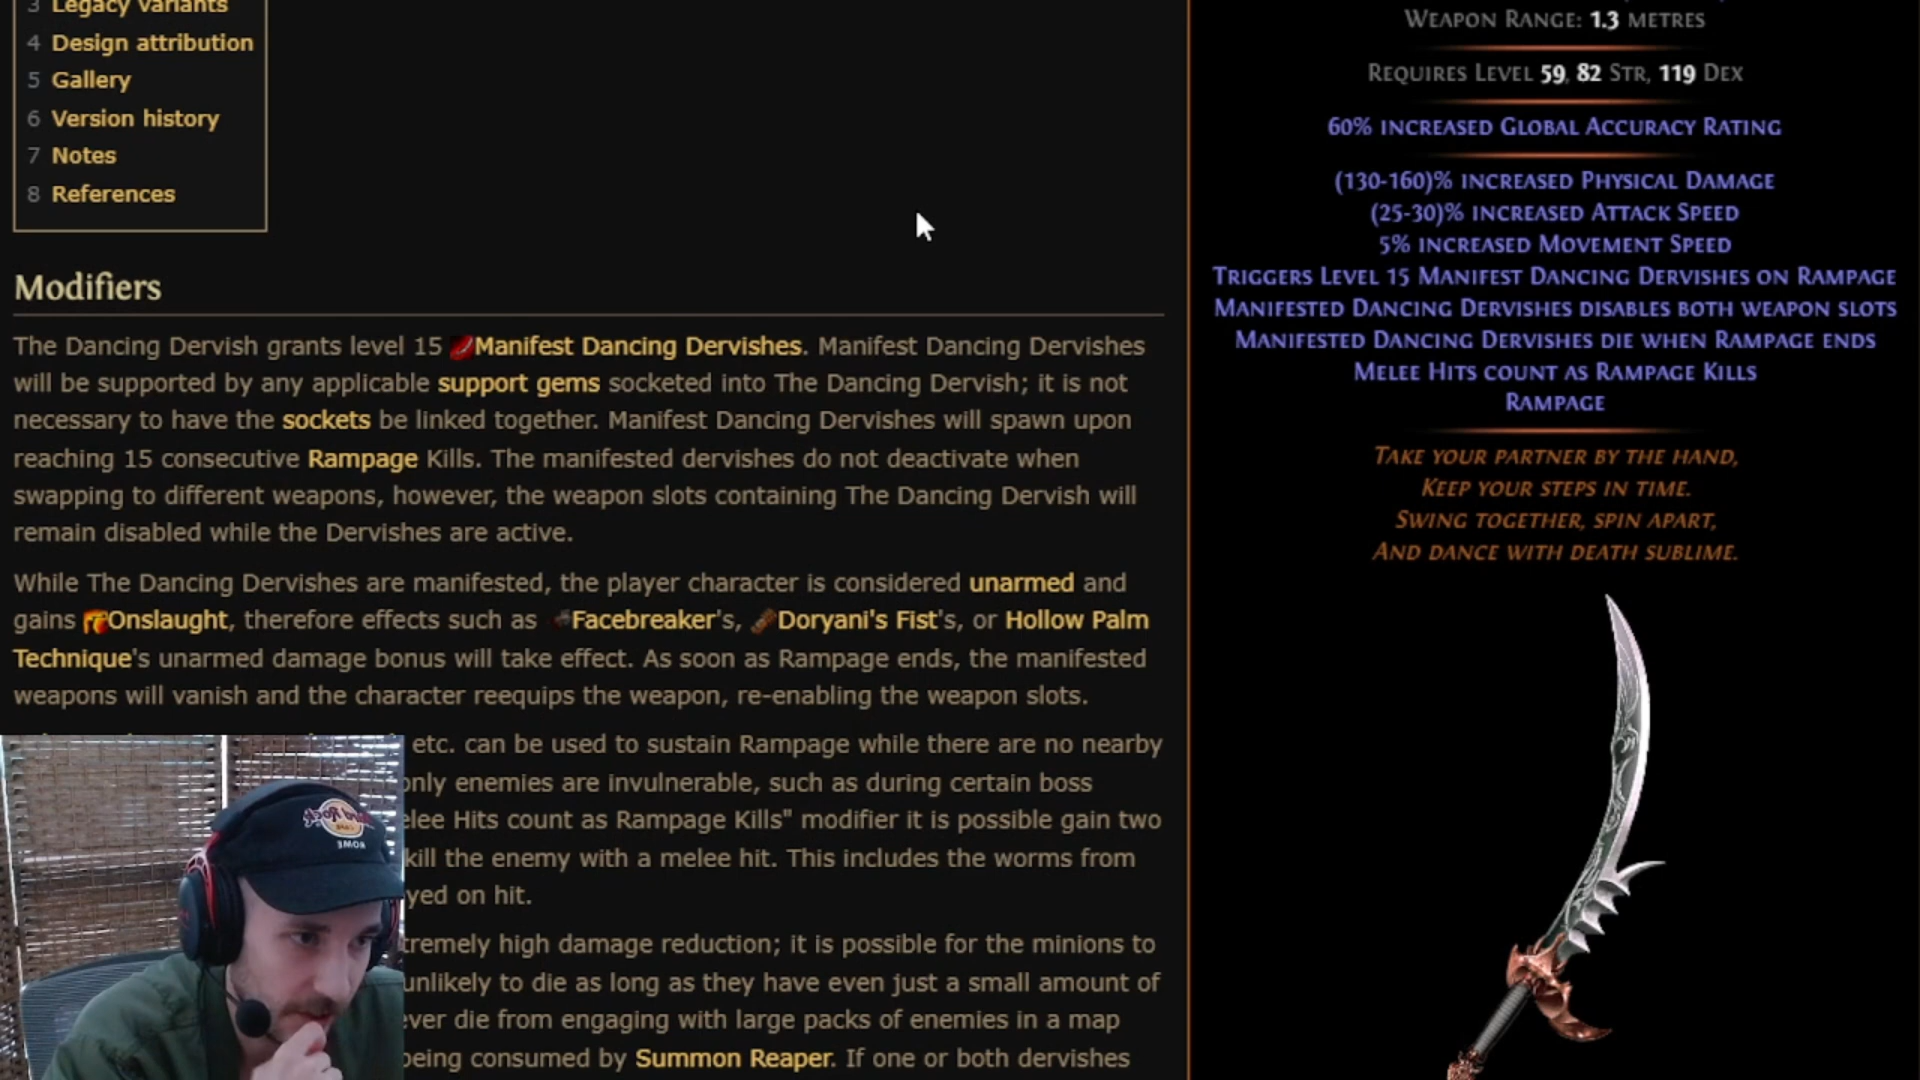 3 Legacy variants
4 Design attribution
5 Gallery
6 Version history
7 Notes
8 References
Modifiers
The Dancing Dervish grants level 15 Manifest Dancing Dervishes. Manifest Dancing Dervishes
will be supported by any applicable support gems socketed into The Dancing Dervish; it is not
necessary to have the sockets be linked together. Manifest Dancing Dervishes will spawn upon
reaching 15 consecutive Rampage Kills. The manifested dervishes do not deactivate when
swapping to different weapons, however, the weapon slots containing The Dancing Dervish will
remain disabled while the Dervishes are active.
While The Dancing Dervishes are manifested, the player character is considered unarmed and
gains Onslaught, therefore effects such as Facebreaker's, Doryani's Fist's, or Hollow Palm
Technique's unarmed damage bonus will take effect. As soon as Rampage ends, the manifested
weapons will vanish and the character reequips the weapon, re-enabling the weapon slots.
etc. can be used to sustain Rampage while there are no nearby
only enemies are invulnerable, such as during certain boss
elee Hits count as Rampage Kills" modifier it is possible gain two
kill the enemy with a melee hit. This includes the worms from
yed on hit.
tremely high damage reduction; it is possible for the minions to
unlikely to die as long as they have even just a small amount of
ever die from engaging with large packs of enemies in a map
being consumed by Summon Reaper. If one or both dervishes
Weapon Range: 1.3 metres
Requires Level 59, 82 Str, 119 Dex
60% increased Global Accuracy Rating
(130-160)% increased Physical Damage
(25-30)% increased Attack Speed
5% increased Movement Speed
Triggers Level 15 Manifest Dancing Dervishes on Rampage
Manifested Dancing Dervishes disables both weapon slots
Manifested Dancing Dervishes die when Rampage ends
Melee Hits count as Rampage Kills
Rampage
Take your partner by the hand,
Keep your steps in time.
Swing together, spin apart,
And dance with death sublime.
Hard Rock
CAFE
ROME